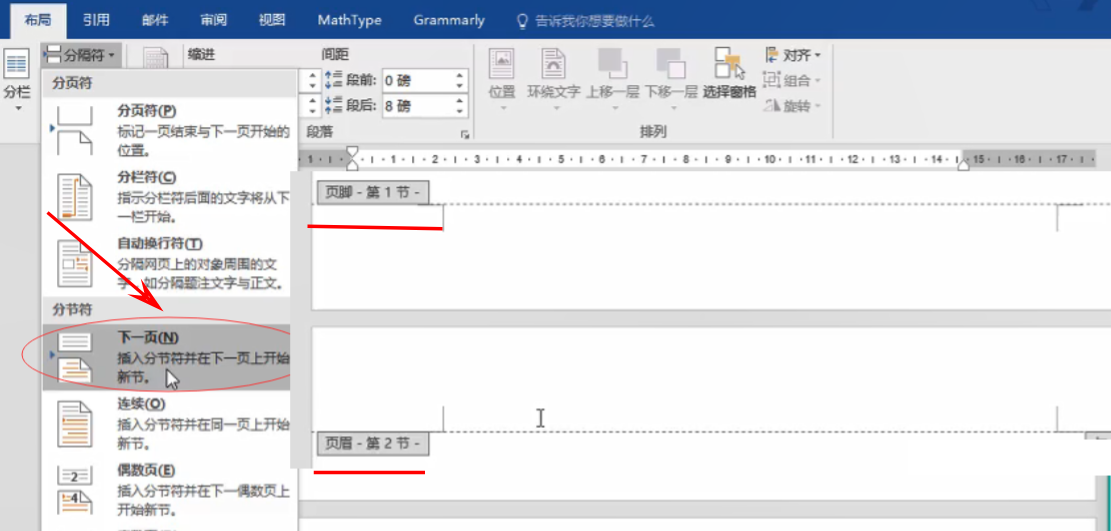 布局 引用 邮件 审阅 视图 MathType Grammarly 告诉我你想要做什么
分隔符 缩进 间距 对齐
分栏 段前: 0 磅 位置 环绕文字 上移一层 下移一层 选择窗格 组合
段后: 8 磅 旋转
段落 排列
分页符
分页符(P)
标记一页结束与下一页开始的
位置。
分栏符(C)
指示分栏符后面的文字将从下
一栏开始。
自动换行符(T)
分隔网页上的对象周围的文
字，如分隔题注文字与正文。
分节符
下一页(N)
插入分节符并在下一页上开始
新节。
连续(O)
插入分节符并在同一页上开始
新节。
偶数页(E)
插入分节符并在下一偶数页上
开始新节。
1 1 2 3 4 5 6 7 8 9 10 11 12 13 14 15 16 17
页脚 - 第 1 节 -
页眉 - 第 2 节 -